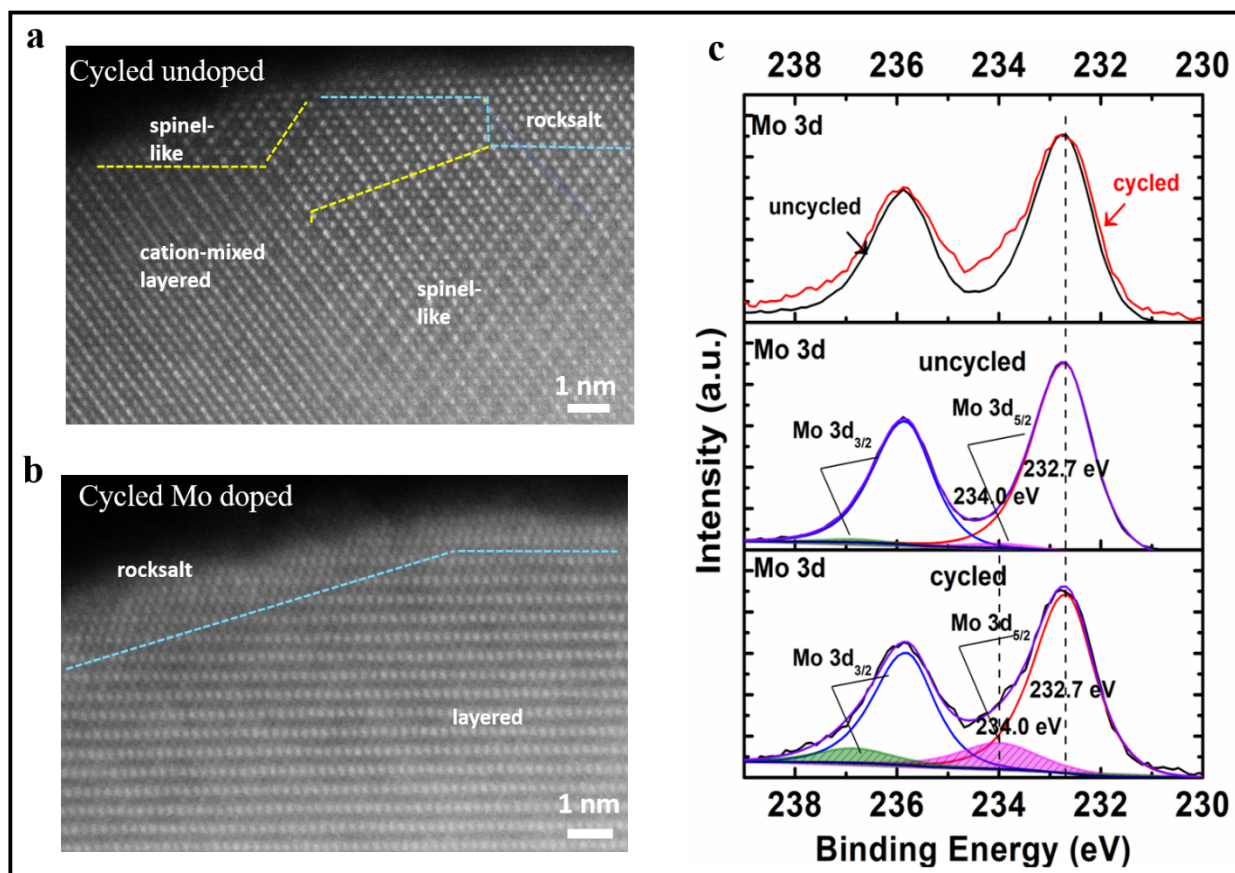 a
Cycled undoped
spinel-
like
rocksalt
cation-mixed
layered
spinel-
like
1 nm
b
Cycled Mo doped
rocksalt
layered
1 nm
c
238 236 234 232 230
Mo 3d
uncycled
cycled
Mo 3d
uncycled
Mo 3d5/2
Mo 3d3/2
232.7 eV
234.0 eV
Mo 3d
cycled
Mo 3d5/2
Mo 3d3/2
232.7 eV
234.0 eV
Intensity (a.u.)
238 236 234 232 230
Binding Energy (eV)